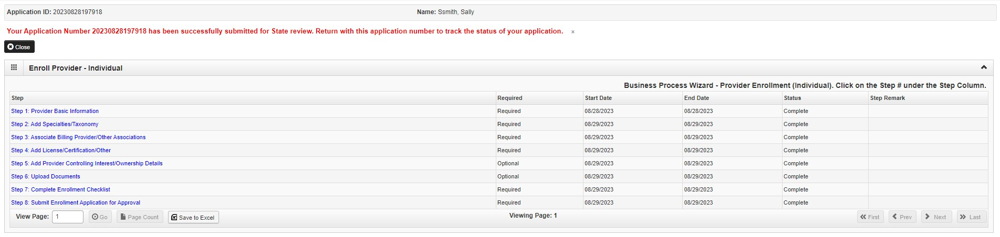 Application ID: 20230828197918 Name: Ssmith, Sally
Your Application Number 20230828197918 has been successfully submitted for State review. Return with this application number to track the status of your application. ×
Close
Enroll Provider - Individual
Business Process Wizard - Provider Enrollment (Individual). Click on the Step # under the Step Column.
Step Required Start Date End Date Status Step Remark
Step 1: Provider Basic Information Required 08/28/2023 08/28/2023 Complete
Step 2: Add Specialties/Taxonomy Required 08/29/2023 08/29/2023 Complete
Step 3: Associate Billing Provider/Other Associations Required 08/29/2023 08/29/2023 Complete
Step 4: Add License/Certification/Other Required 08/29/2023 08/29/2023 Complete
Step 5: Add Provider Controlling Interest/Ownership Details Optional 08/29/2023 08/29/2023 Complete
Step 6: Upload Documents Optional 08/29/2023 08/29/2023 Complete
Step 7: Complete Enrollment Checklist Required 08/29/2023 08/29/2023 Complete
Step 8: Submit Enrollment Application for Approval Required 08/29/2023 08/29/2023 Complete
View Page: 1 Go Page Count Save to Excel Viewing Page: 1 First Prev Next Last